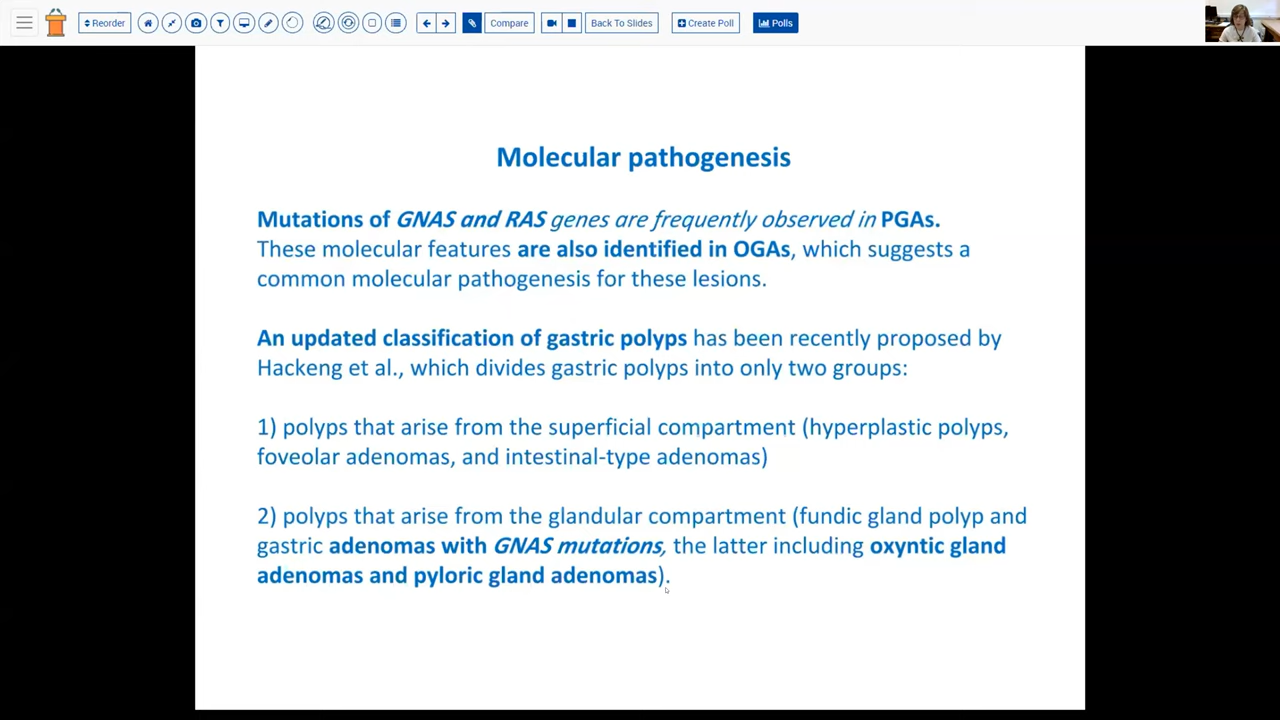 Reorder
Compare
Back To Slides
Create Poll
Polls
Molecular pathogenesis
Mutations of GNAS and RAS genes are frequently observed in PGAs.
These molecular features are also identified in OGAs, which suggests a
common molecular pathogenesis for these lesions.
An updated classification of gastric polyps has been recently proposed by
Hackeng et al., which divides gastric polyps into only two groups:
1) polyps that arise from the superficial compartment (hyperplastic polyps,
foveolar adenomas, and intestinal-type adenomas)
2) polyps that arise from the glandular compartment (fundic gland polyp and
gastric adenomas with GNAS mutations, the latter including oxyntic gland
adenomas and pyloric gland adenomas).